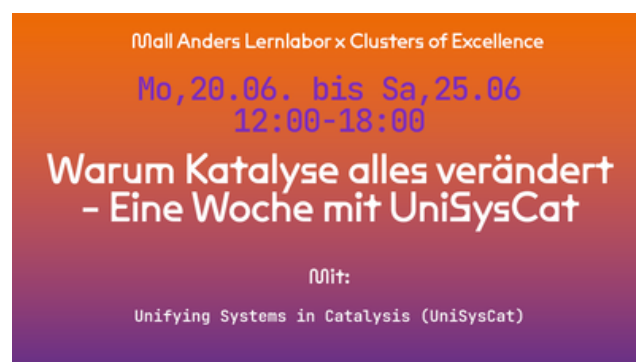 Mall Anders Lernlabor x Clusters of Excellence
Mo,20.06. bis Sa,25.06
12:00-18:00
Warum Katalyse alles verändert
- Eine Woche mit UniSysCat
Mit:
Unifying Systems in Catalysis (UniSysCat)